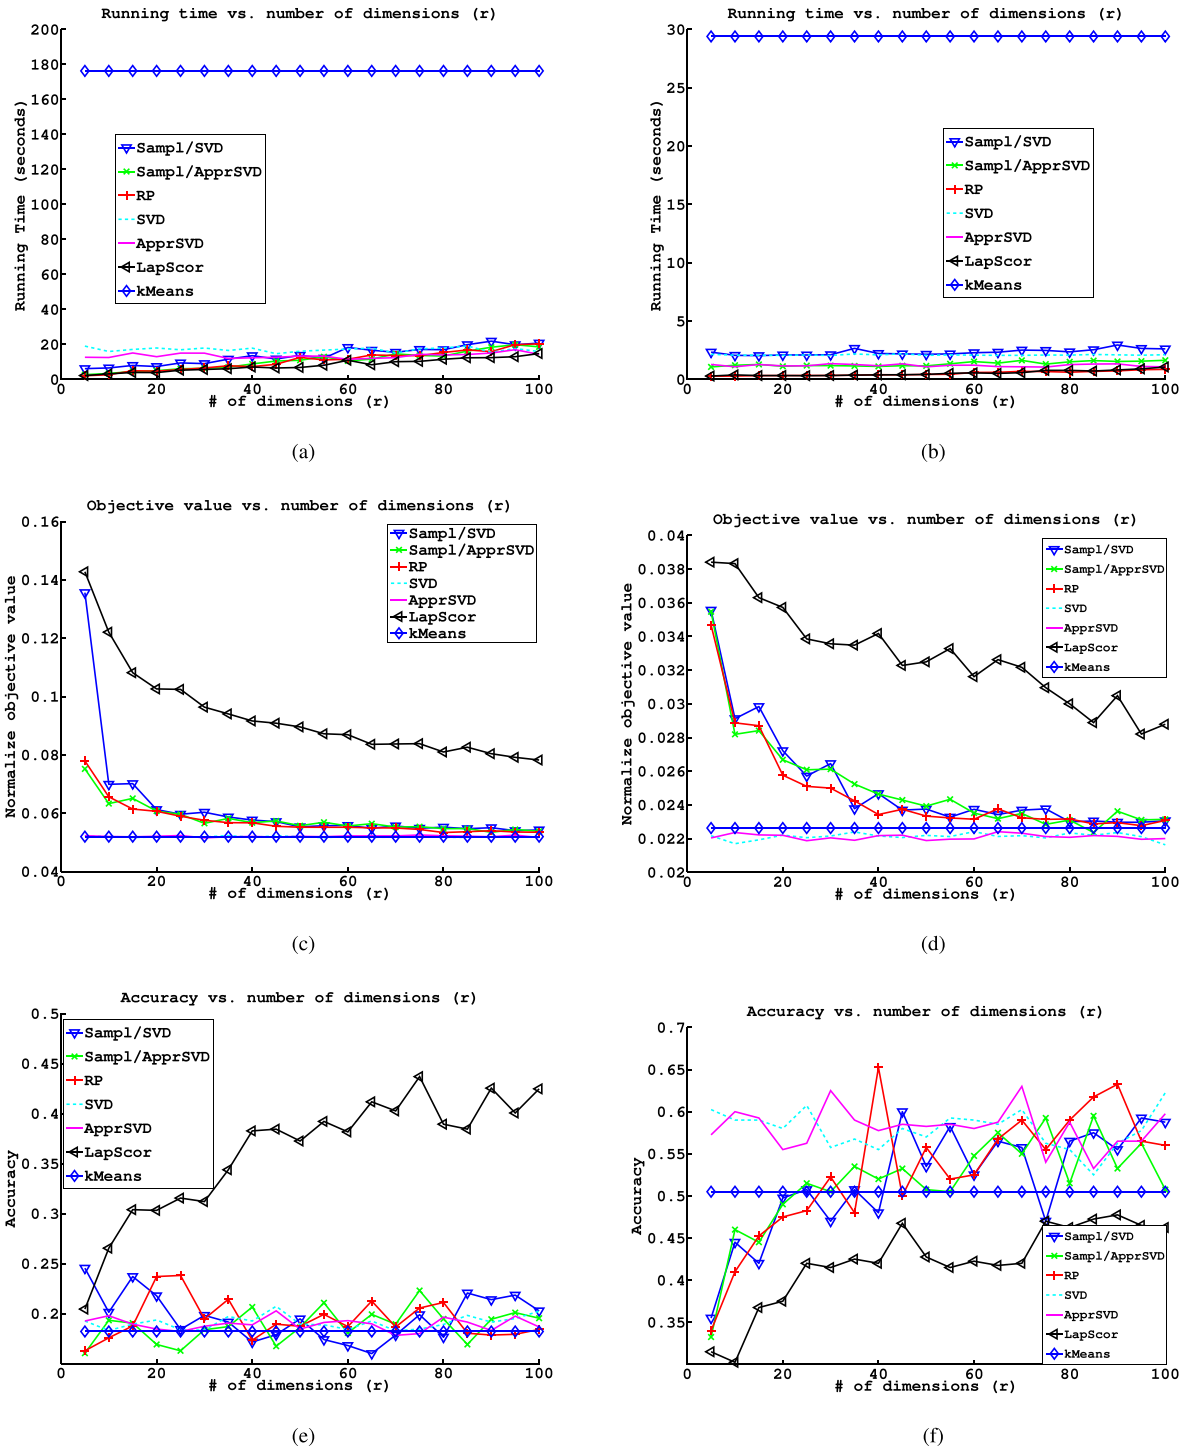 Running time vs. number of dimensions (r)
200
180
160
140
120
100
80
60
40
20
0
0
20
40
60
80
100
Running Time (seconds)
# of dimensions (r)
Sampl/SVD
Sampl/ApprSVD
RP
SVD
ApprSVD
LapScor
kMeans
(a)
Running time vs. number of dimensions (r)
30
25
20
15
10
5
0
0
20
40
60
80
100
Running Time (seconds)
# of dimensions (r)
Sampl/SVD
Sampl/ApprSVD
RP
SVD
ApprSVD
LapScor
kMeans
(b)
Objective value vs. number of dimensions (r)
0.16
0.14
0.12
0.1
0.08
0.06
0.04
0
20
40
60
80
100
Normalize objective value
# of dimensions (r)
Sampl/SVD
Sampl/ApprSVD
RP
SVD
ApprSVD
LapScor
kMeans
(c)
Objective value vs. number of dimensions (r)
0.04
0.038
0.036
0.034
0.032
0.03
0.028
0.026
0.024
0.022
0.02
0
20
40
60
80
100
Normalize objective value
# of dimensions (r)
Sampl/SVD
Sampl/ApprSVD
RP
SVD
ApprSVD
LapScor
kMeans
(d)
Accuracy vs. number of dimensions (r)
0.5
0.45
0.4
0.35
0.3
0.25
0.2
0
20
40
60
80
100
Accuracy
# of dimensions (r)
Sampl/SVD
Sampl/ApprSVD
RP
SVD
ApprSVD
LapScor
kMeans
(e)
Accuracy vs. number of dimensions (r)
0.7
0.65
0.6
0.55
0.5
0.45
0.4
0.35
0
20
40
60
80
100
Accuracy
# of dimensions (r)
Sampl/SVD
Sampl/ApprSVD
RP
SVD
ApprSVD
LapScor
kMeans
(f)